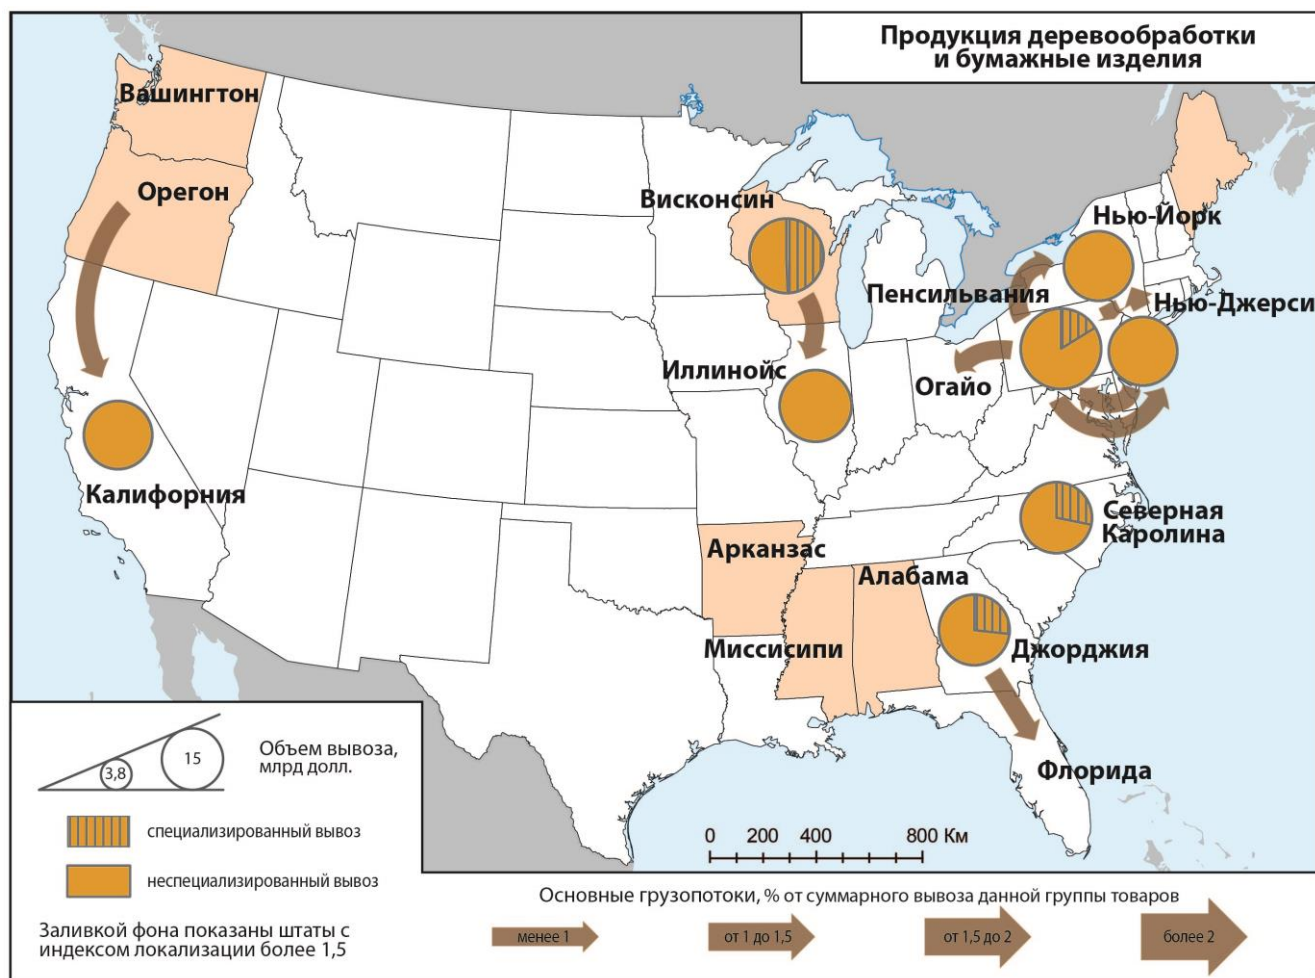 Продукция деревообработки
и бумажные изделия
Вашингтон
Орегон
Висконсин
Нью-Йорк
Пенсильвания
Нью-Джерси
Иллинойс
Огайо
Калифорния
Северная
Каролина
Арканзас
Алабама
Миссисипи
Джорджия
Флорида
3,8
15
Объем вывоза,
млрд долл.
специализированный вывоз
неспециализированный вывоз
Заливкой фона показаны штаты с
индексом локализации более 1,5
0 200 400 800 Км
Основные грузопотоки, % от суммарного вывоза данной группы товаров
менее 1
от 1 до 1,5
от 1,5 до 2
более 2